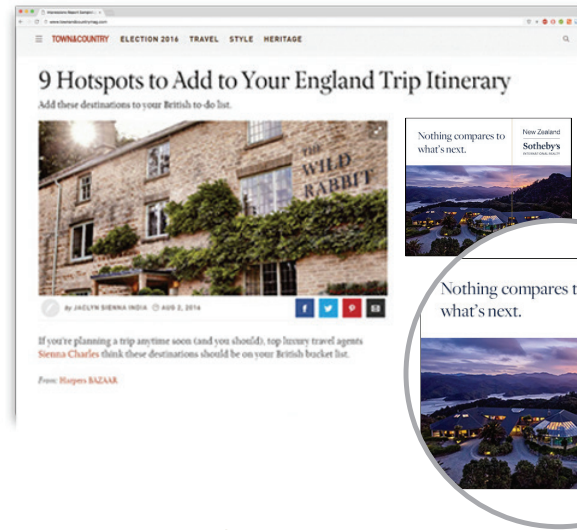 www.townandcountrymag.com
TOWN&COUNTRY ELECTION 2016 TRAVEL STYLE HERITAGE
9 Hotspots to Add to Your England Trip Itinerary
Add these destinations to your British to-do list.
THE
WILD
RABBIT
by JACLYN SIENNA INDIA AUG 2, 2016
If you're planning a trip anytime soon (and you should), top luxury travel agents
Sienna Charles think these destinations should be on your British bucket list.
From: Harpers BAZAAR
Nothing compares to
what's next.
New Zealand
Sotheby's
INTERNATIONAL REALTY
Nothing compares t
what's next.